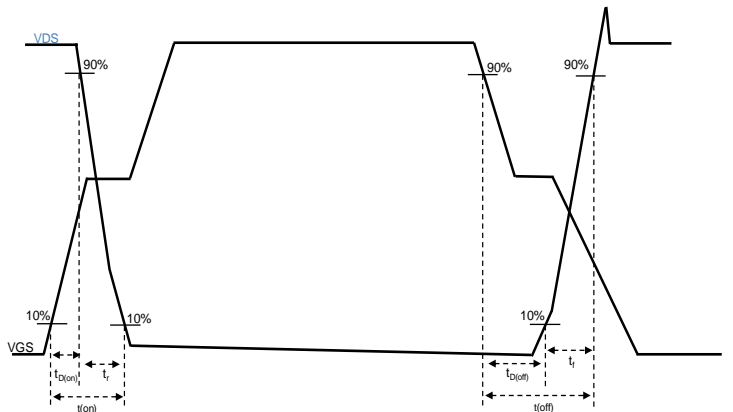 VDS
90%
90%
90%
10%
10%
10%
VGS
tD(on)
tr
tD(off)
tf
t(on)
t(off)